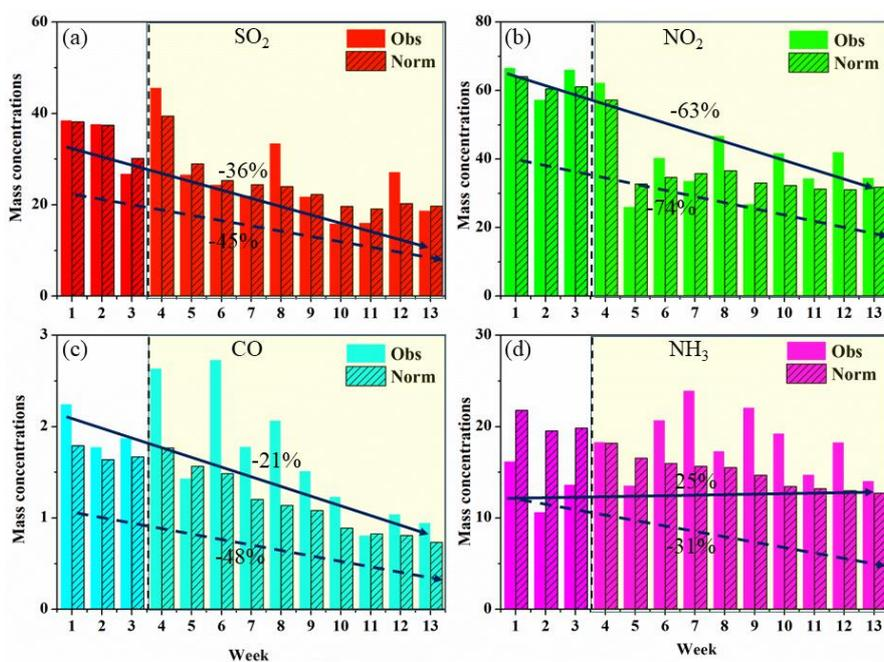 (a) SO2
Obs
Norm
60
40
20
0
Mass concentrations
-36%
-45%
1 2 3 4 5 6 7 8 9 10 11 12 13
(b) NO2
Obs
Norm
80
60
40
20
0
Mass concentrations
-63%
-74%
1 2 3 4 5 6 7 8 9 10 11 12 13
(c) CO
Obs
Norm
3
2
1
0
Mass concentrations
-21%
-48%
1 2 3 4 5 6 7 8 9 10 11 12 13
Week
(d) NH3
Obs
Norm
30
20
10
0
Mass concentrations
25%
-31%
1 2 3 4 5 6 7 8 9 10 11 12 13
Week